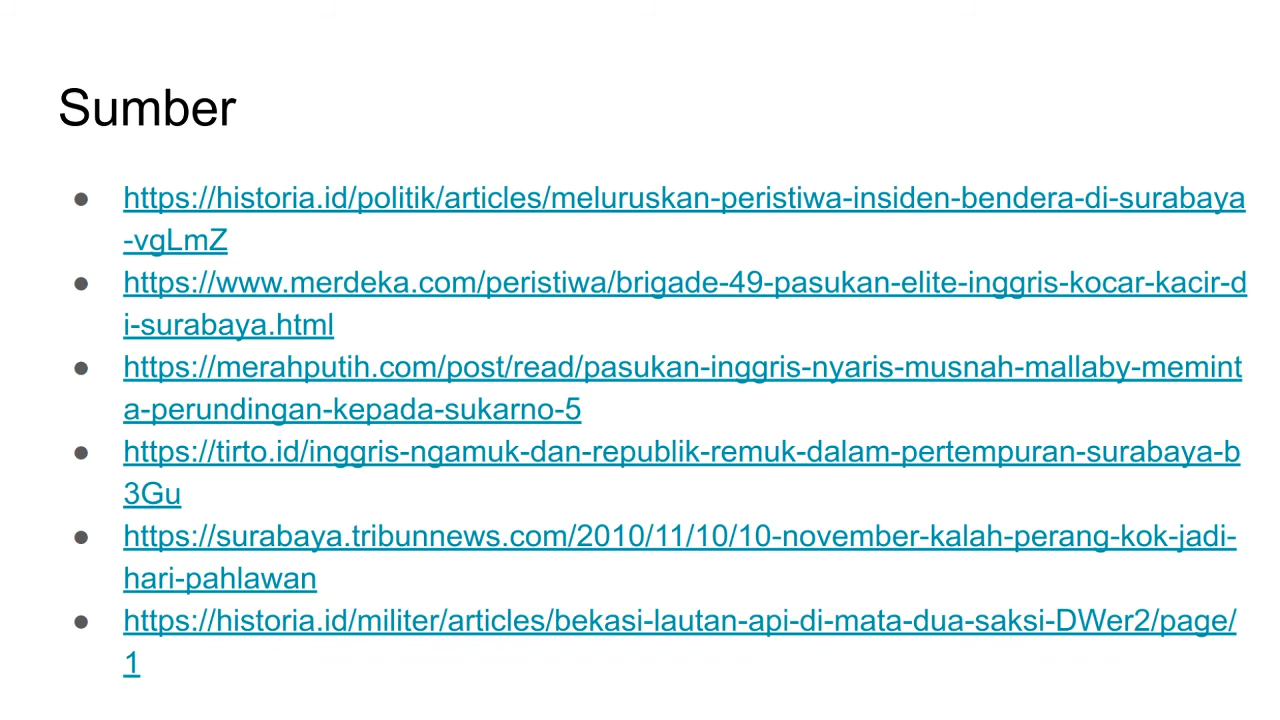 Sumber
● https://historia.id/politik/articles/meluruskan-peristiwa-insiden-bendera-di-surabaya
-vgLmZ
● https://www.merdeka.com/peristiwa/brigade-49-pasukan-elite-inggris-kocar-kacir-d
i-surabaya.html
● https://merahputih.com/post/read/pasukan-inggris-nyaris-musnah-mallaby-memint
a-perundingan-kepada-sukarno-5
● https://tirto.id/inggris-ngamuk-dan-republik-remuk-dalam-pertempuran-surabaya-b
3Gu
● https://surabaya.tribunnews.com/2010/11/10/10-november-kalah-perang-kok-jadi-
hari-pahlawan
● https://historia.id/militer/articles/bekasi-lautan-api-di-mata-dua-saksi-DWer2/page/
1